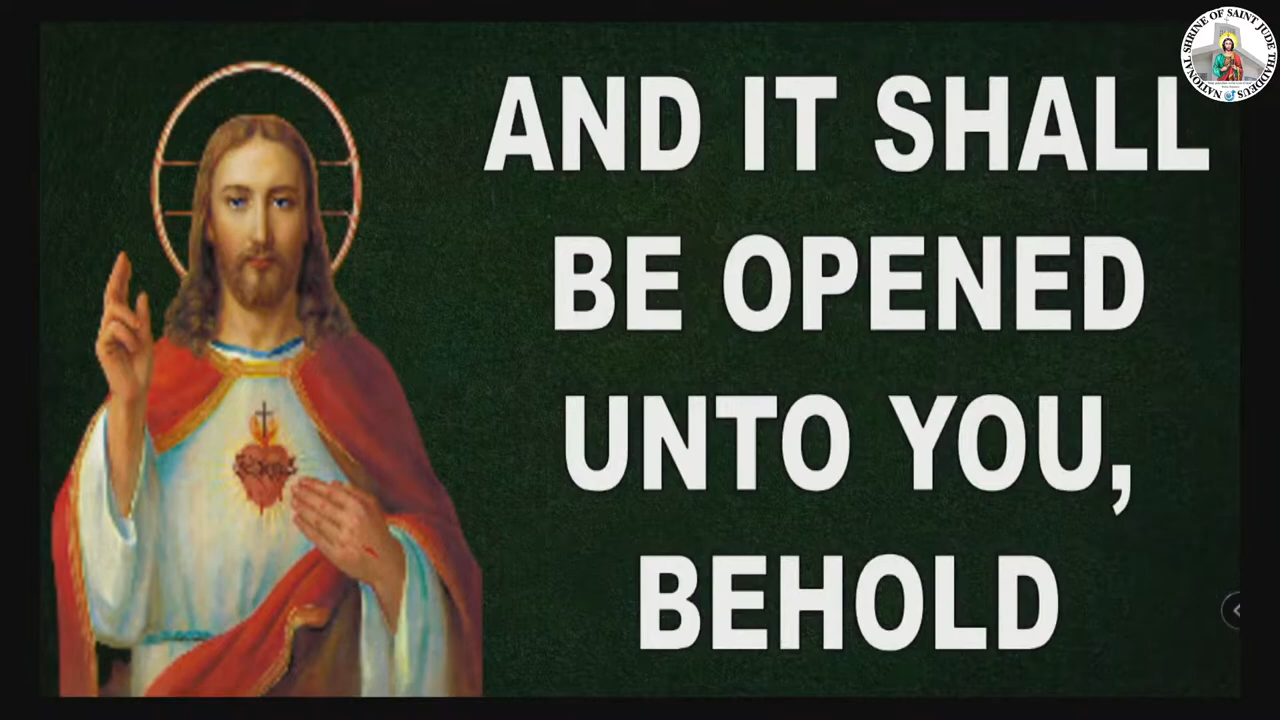 AND IT SHALL
BE OPENED
UNTO YOU,
BEHOLD
NATIONAL SHRINE OF SAINT JUDE THADDEUS